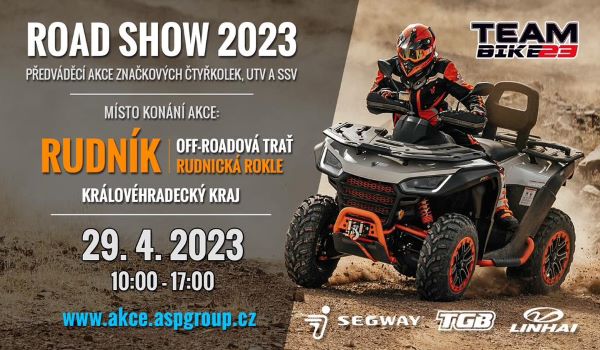 ROAD SHOW 2023
PŘEDVÁDĚCÍ AKCE ZNAČKOVÝCH ČTYŘKOLEK, UTV A SSV
MÍSTO KONÁNÍ AKCE:
RUDNÍK
OFF-ROADOVÁ TRAŤ
RUDNICKÁ ROKLE
KRÁLOVÉHRADECKÝ KRAJ
29. 4. 2023
10:00 - 17:00
www.akce.aspgroup.cz
TEAM
BIKE23
SEGWAY
TGB
LINHAI